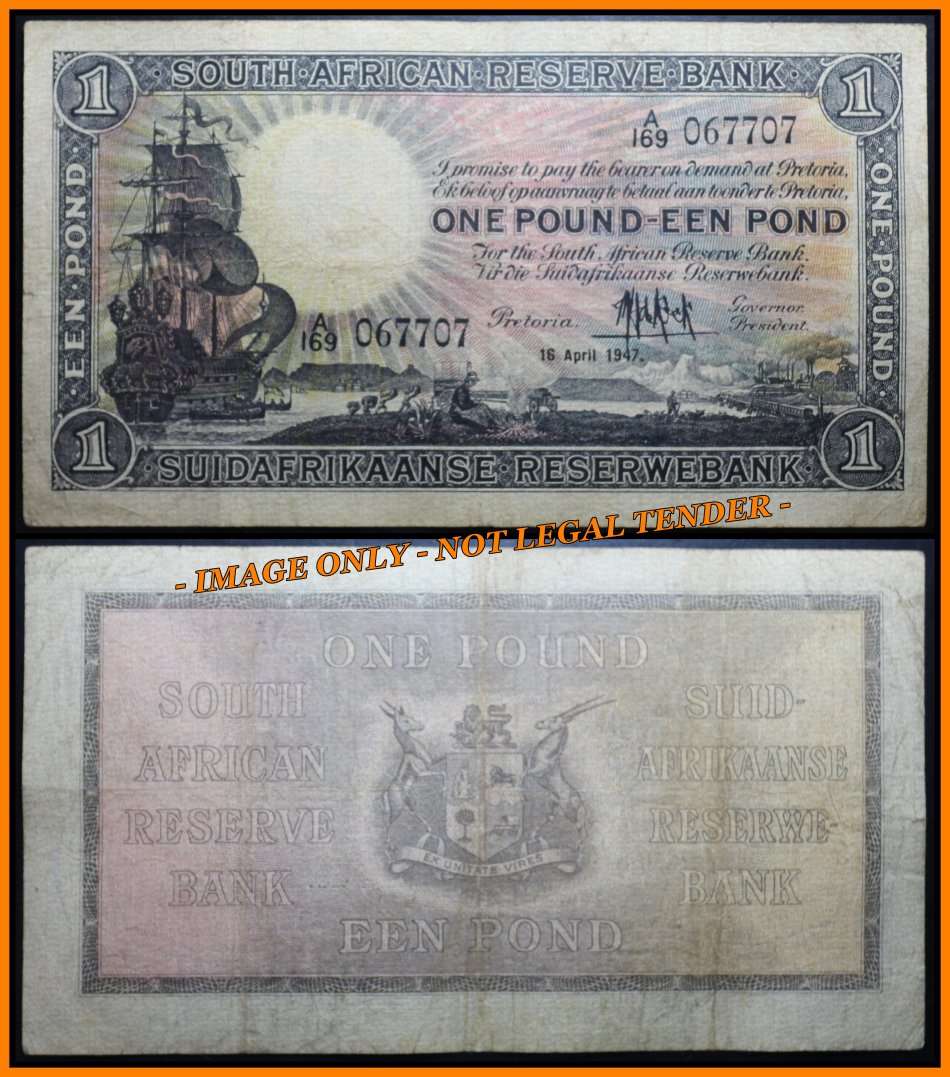 1 · SOUTH · AFRICAN · RESERVE · BANK · 1
EEN · POND
· ONE · POUND ·
A/169 067707
I promise to pay the bearer on demand at Pretoria,
Ek beloof op aanvraag te betaal aan toonder te Pretoria,
ONE POUND-EEN POND
For the South African Reserve Bank.
Vir die Suidafrikaanse Reserwebank.
A/169 067707
Pretoria.
Governor.
President.
16 April 1947.
1 · SUIDAFRIKAANSE · RESERWEBANK · 1
- IMAGE ONLY - NOT LEGAL TENDER -
ONE POUND
SOUTH
AFRICAN
RESERVE
BANK
SUID-
AFRIKAANSE
RESERWE-
BANK
EX UNITATE VIRES
EEN POND